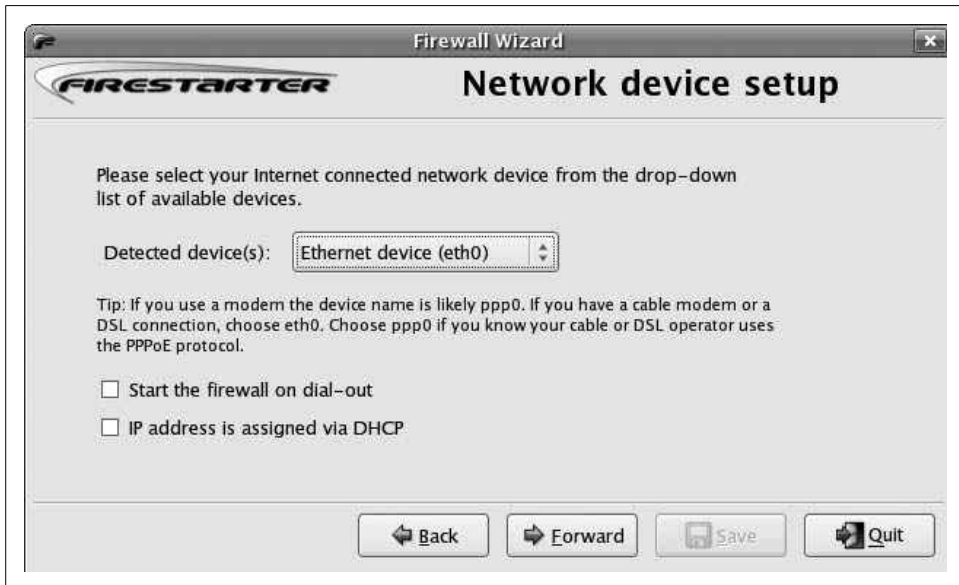 Firewall Wizard
FIRESTARTER
Network device setup
Please select your Internet connected network device from the drop-down
list of available devices.
Detected device(s): Ethernet device (eth0)
Tip: If you use a modem the device name is likely ppp0. If you have a cable modem or a
DSL connection, choose eth0. Choose ppp0 if you know your cable or DSL operator uses
the PPPoE protocol.
Start the firewall on dial-out
IP address is assigned via DHCP
Back Forward Save Quit